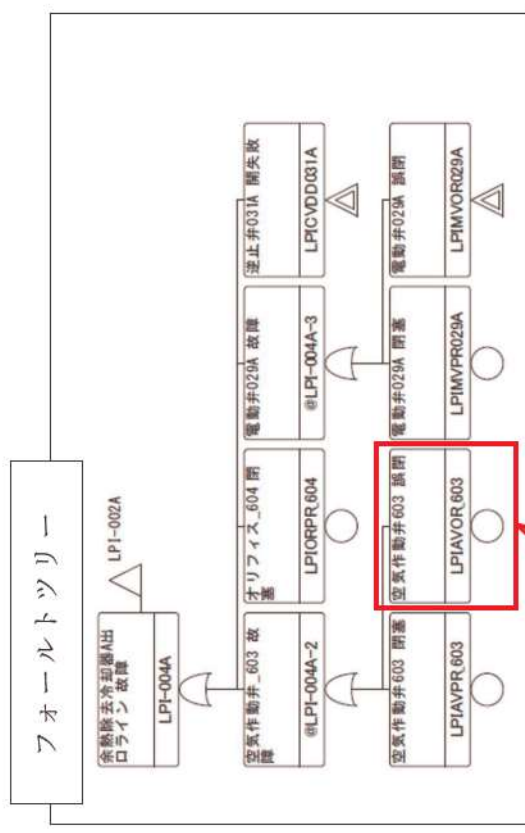 フォールトツリー
余熱除去冷却器A出
口ライン 故障
LPI-004A
LPI-002A
空気作動弁_603 故
障
@LPI-004A-2
オリフィス_604 閉
塞
LPIORPR_604
電動弁029A 故障
@LPI-004A-3
逆止弁031A 開失敗
LPICVDD031A
空気作動弁603 閉塞
LPIAVPR_603
空気作動弁603 誤閉
LPIAVOR_603
電動弁029A 閉塞
LPIMVPR029A
電動弁029A 誤閉
LPIMVOR029A